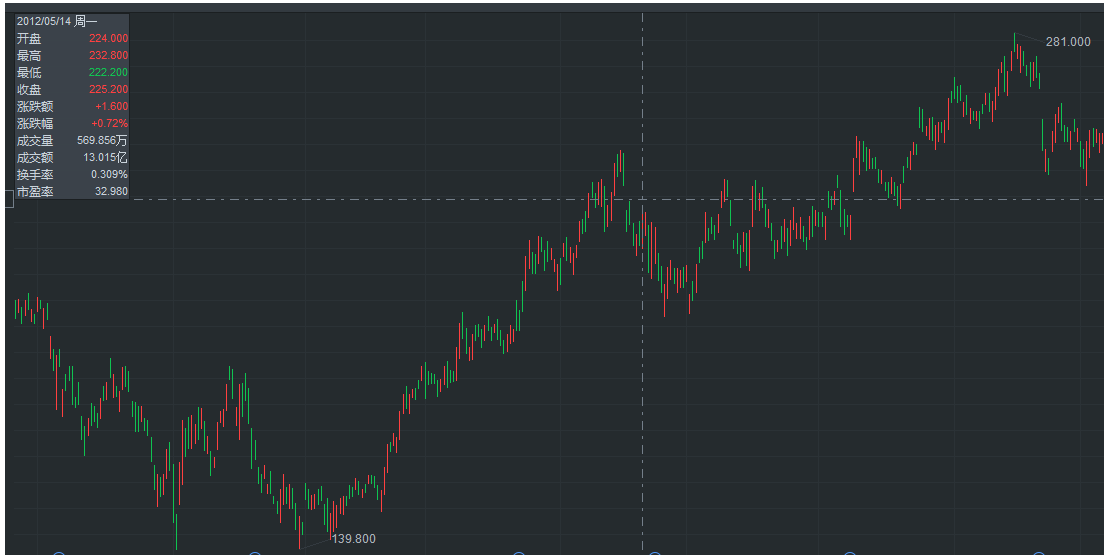 2012/05/14 周一
开盘 224.000
最高 232.800
最低 222.200
收盘 225.200
涨跌额 +1.600
涨跌幅 +0.72%
成交量 569.856万
成交额 13.015亿
换手率 0.309%
市盈率 32.980
281.000
139.800